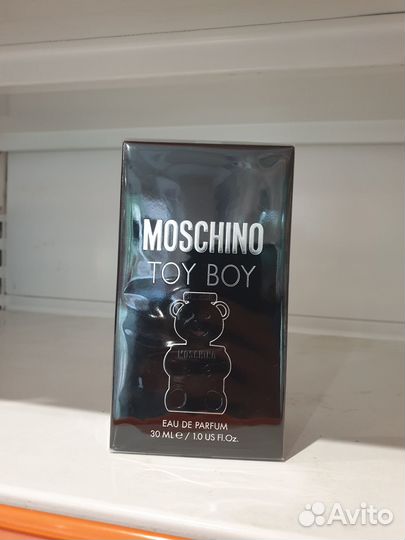 MOSCHINO
TOY BOY
MOSCHINO
EAU DE PARFUM
30 ML ℮ / 1.0 US Fl.Oz.
Avito